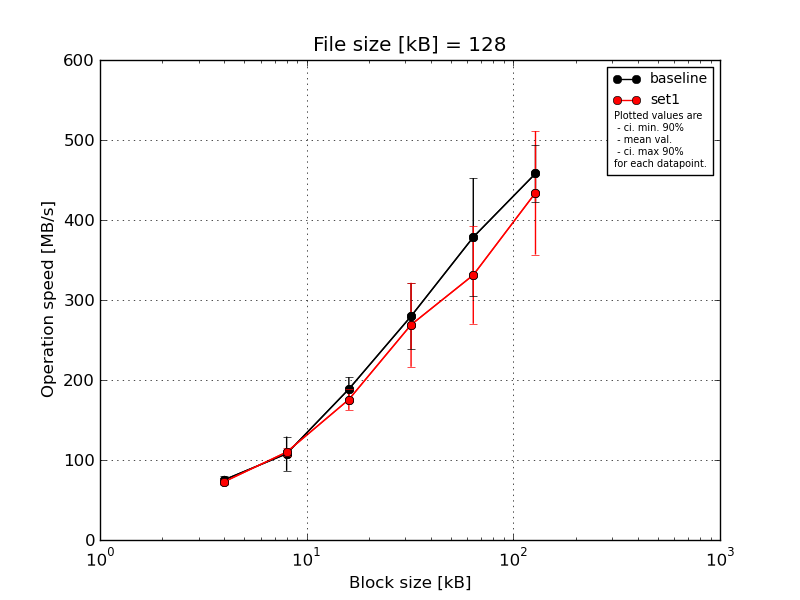 File size [kB] = 128
600
500
400
300
200
100
0
Operation speed [MB/s]
baseline
set1
Plotted values are
- ci. min. 90%
- mean val.
- ci. max 90%
for each datapoint.
10⁰ 10¹ 10² 10³
Block size [kB]